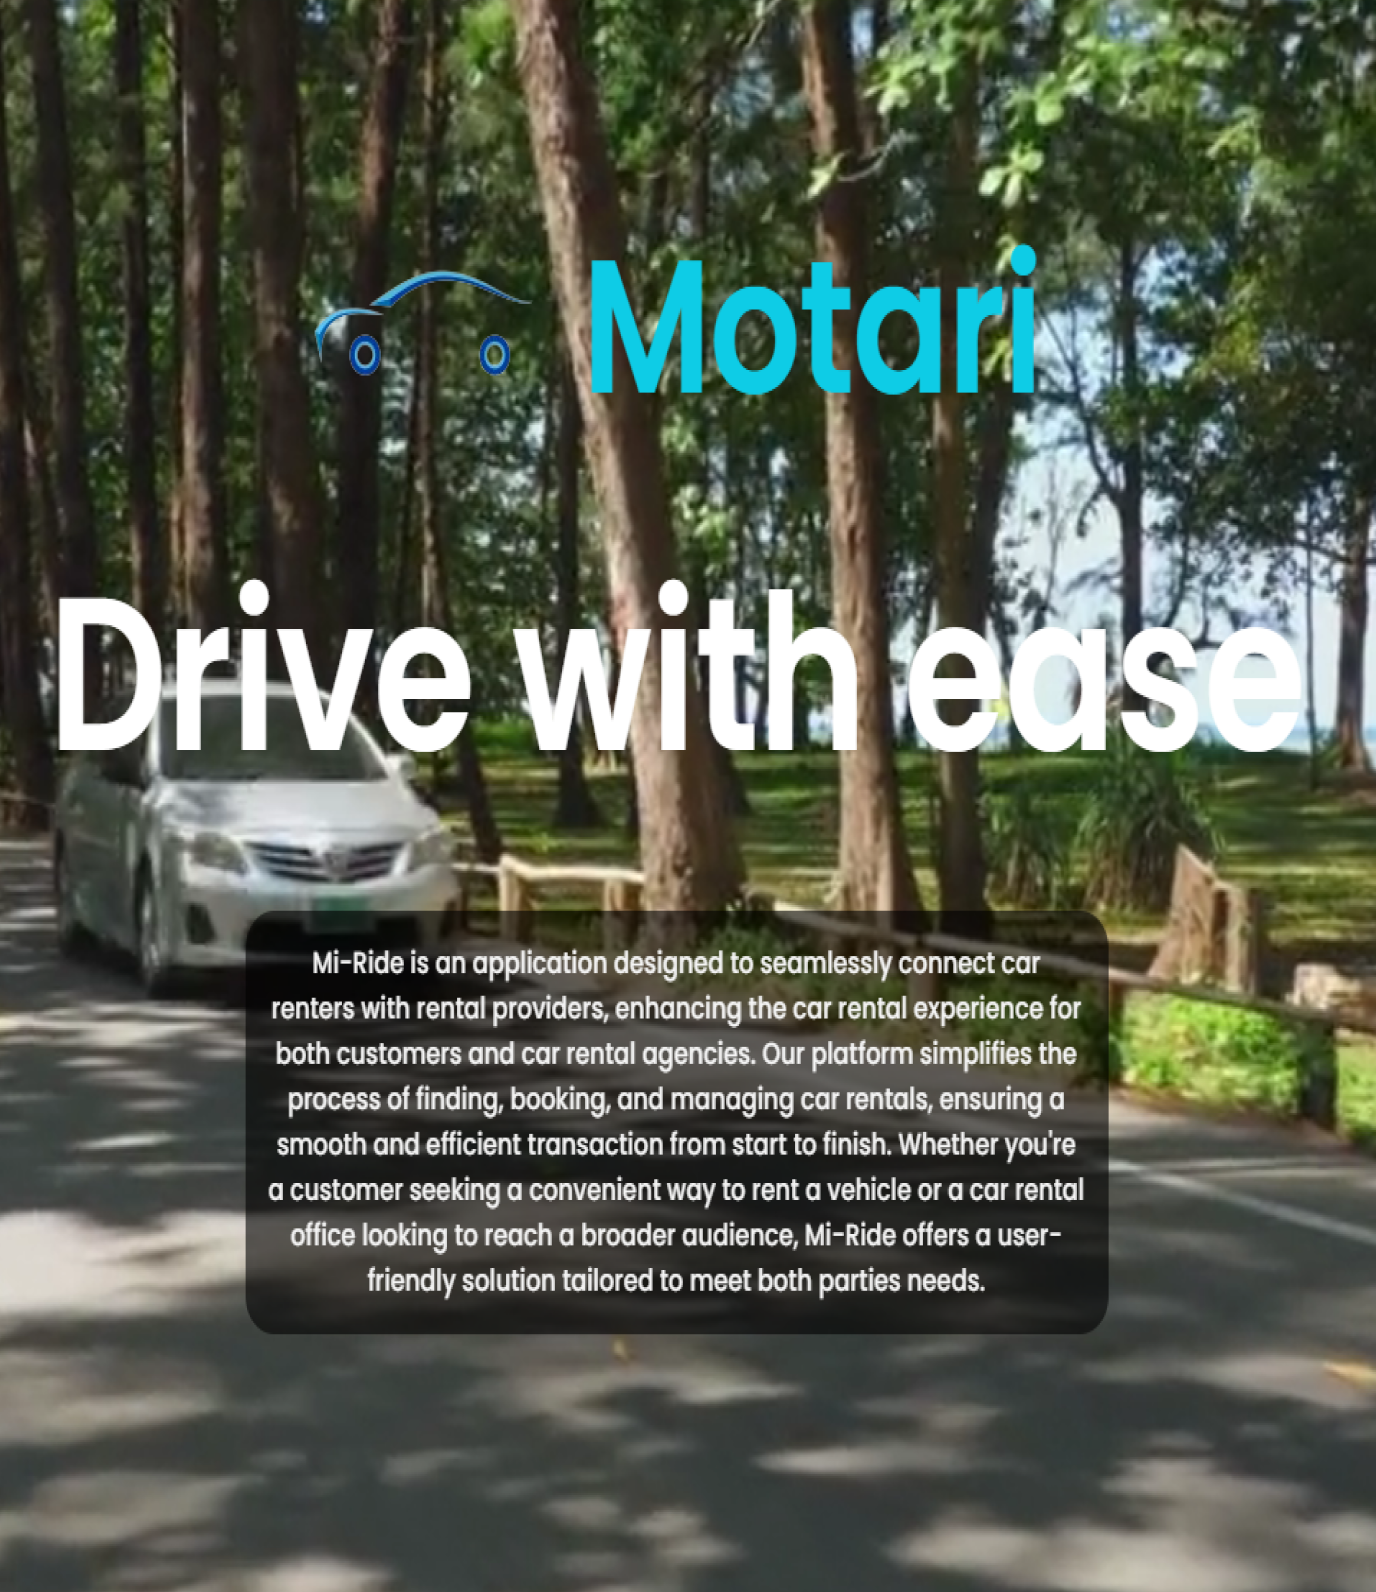 Motari
Drive with ease
Mi-Ride is an application designed to seamlessly connect car
renters with rental providers, enhancing the car rental experience for
both customers and car rental agencies. Our platform simplifies the
process of finding, booking, and managing car rentals, ensuring a
smooth and efficient transaction from start to finish. Whether you're
a customer seeking a convenient way to rent a vehicle or a car rental
office looking to reach a broader audience, Mi-Ride offers a user-
friendly solution tailored to meet both parties needs.